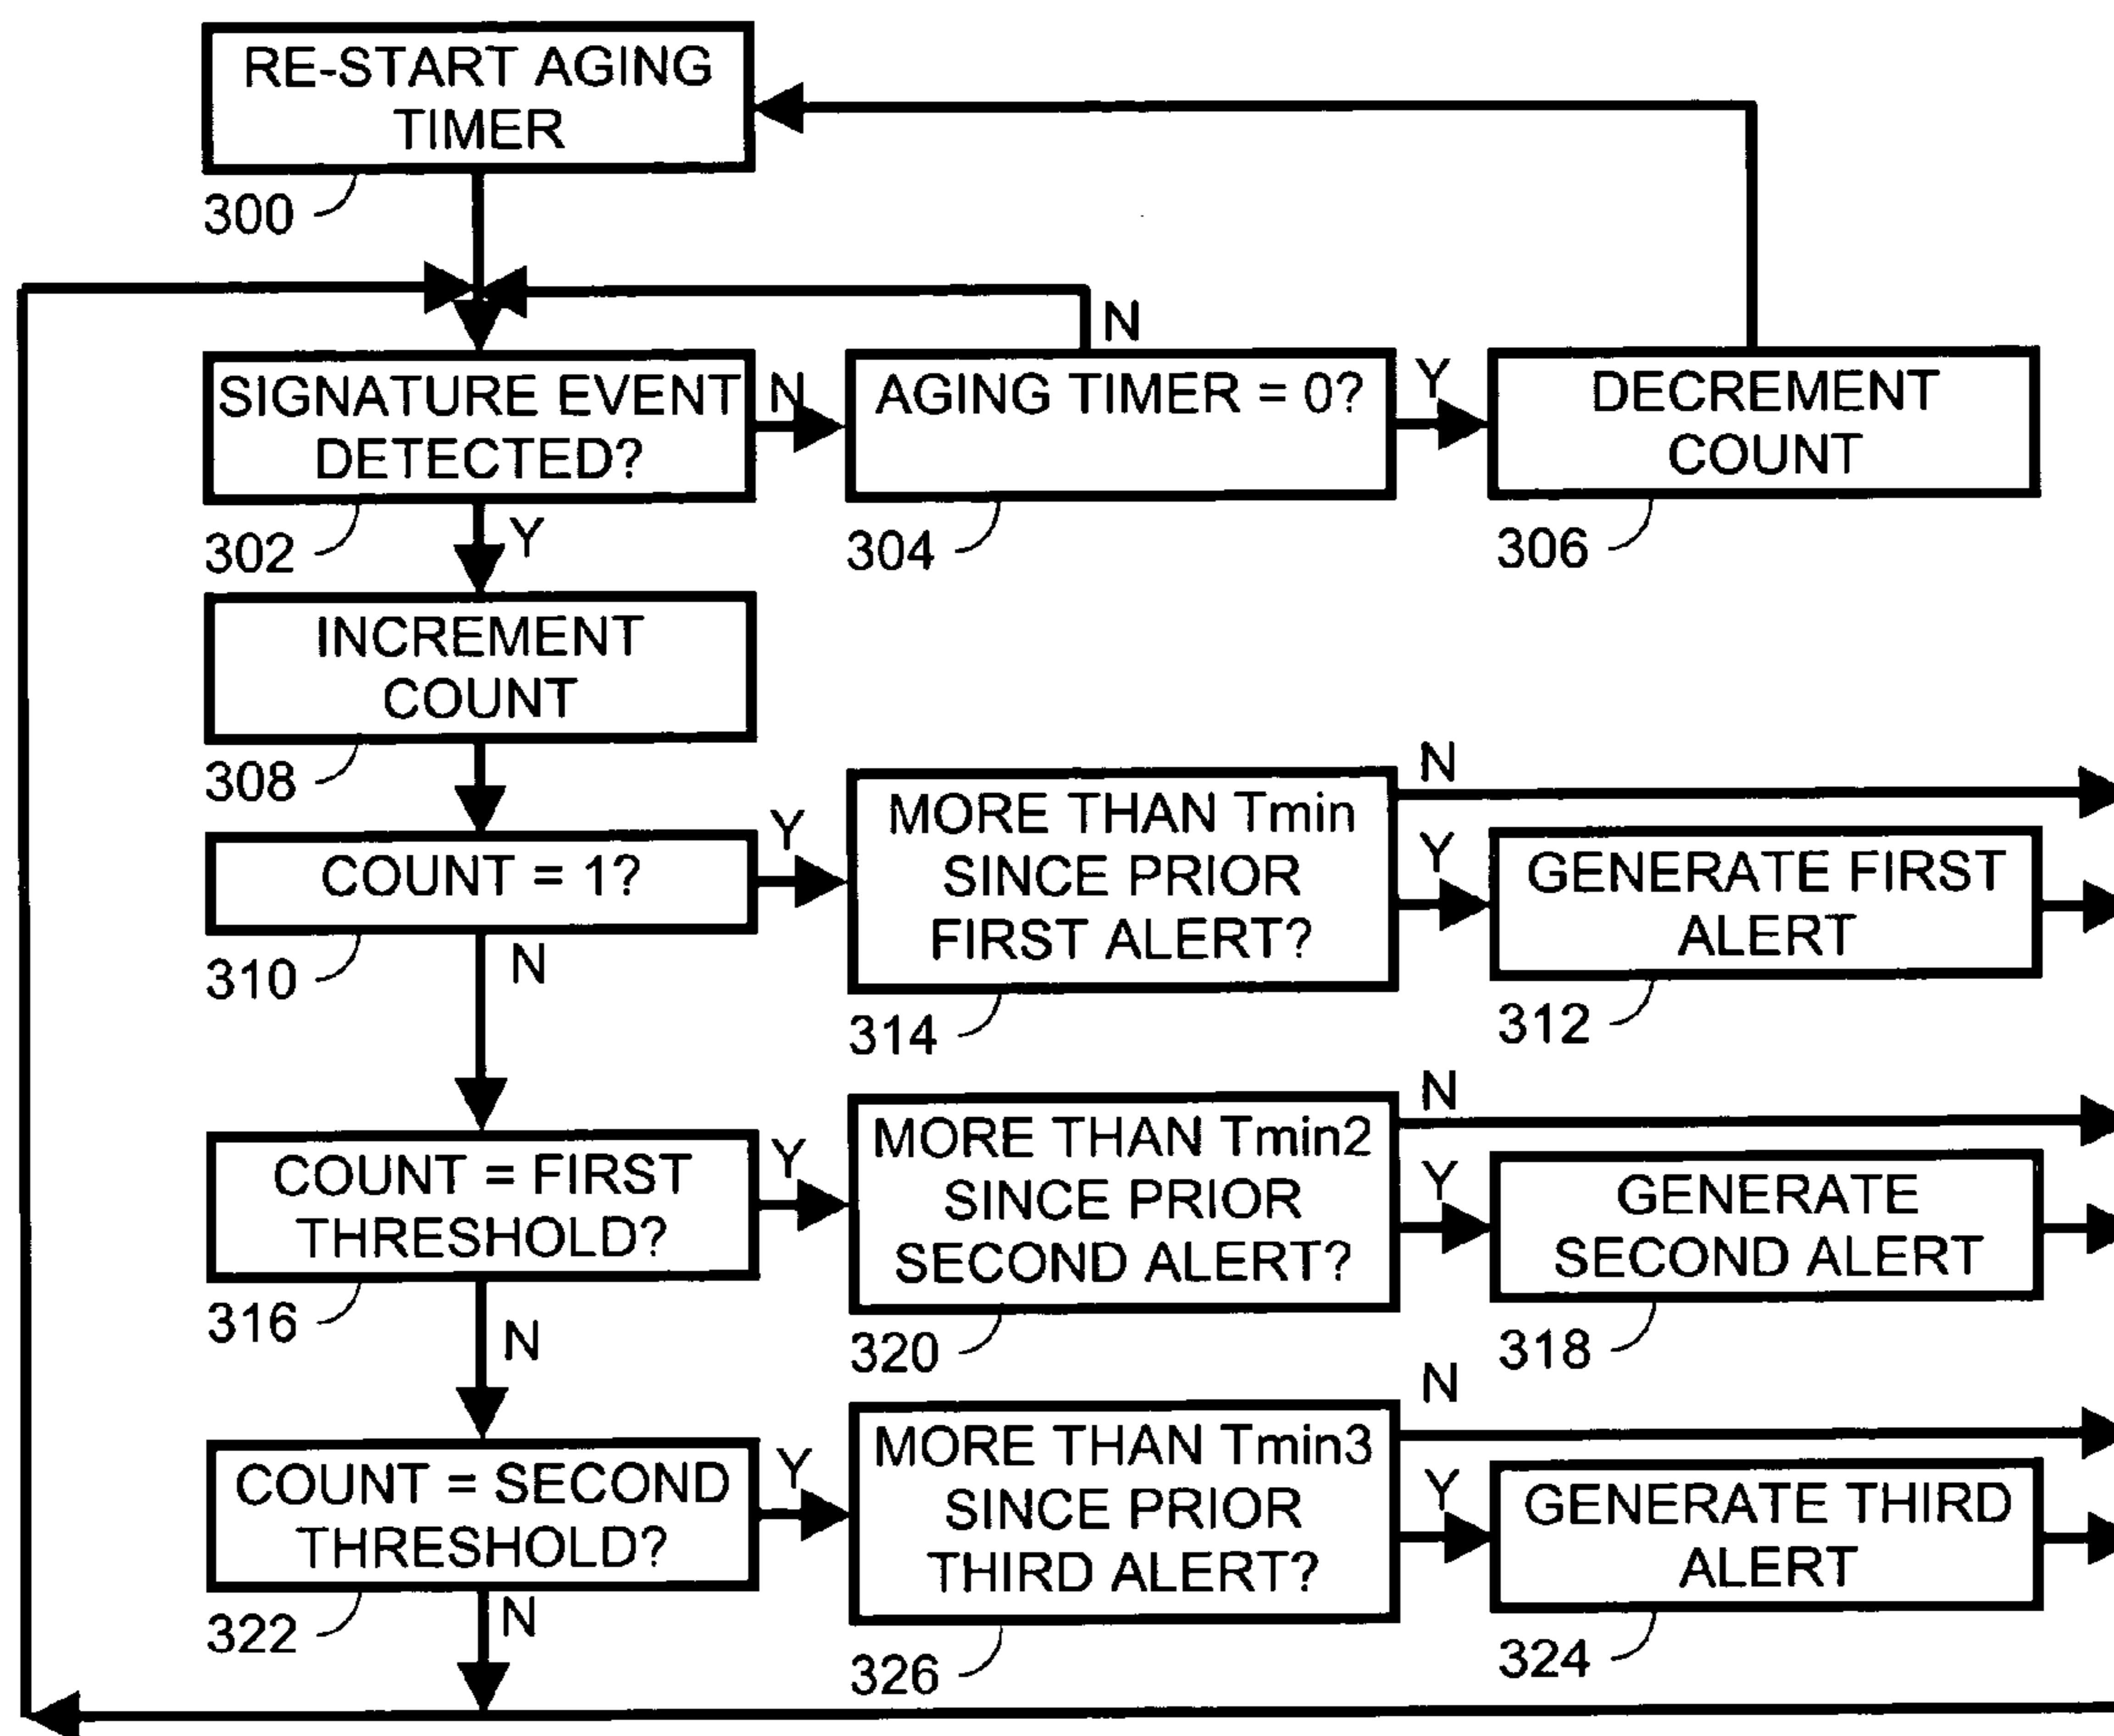 RE-START AGING
TIMER
300
N
SIGNATURE EVENT
DETECTED?
N
AGING TIMER = 0?
Y
DECREMENT
COUNT
302
Y
304
306
INCREMENT
COUNT
308
N
COUNT = 1?
Y
MORE THAN Tmin
SINCE PRIOR
FIRST ALERT?
Y
GENERATE FIRST
ALERT
310
N
314
312
N
COUNT = FIRST
THRESHOLD?
Y
MORE THAN Tmin2
SINCE PRIOR
SECOND ALERT?
Y
GENERATE
SECOND ALERT
316
N
320
318
N
COUNT = SECOND
THRESHOLD?
Y
MORE THAN Tmin3
SINCE PRIOR
THIRD ALERT?
Y
GENERATE THIRD
ALERT
322
N
326
324